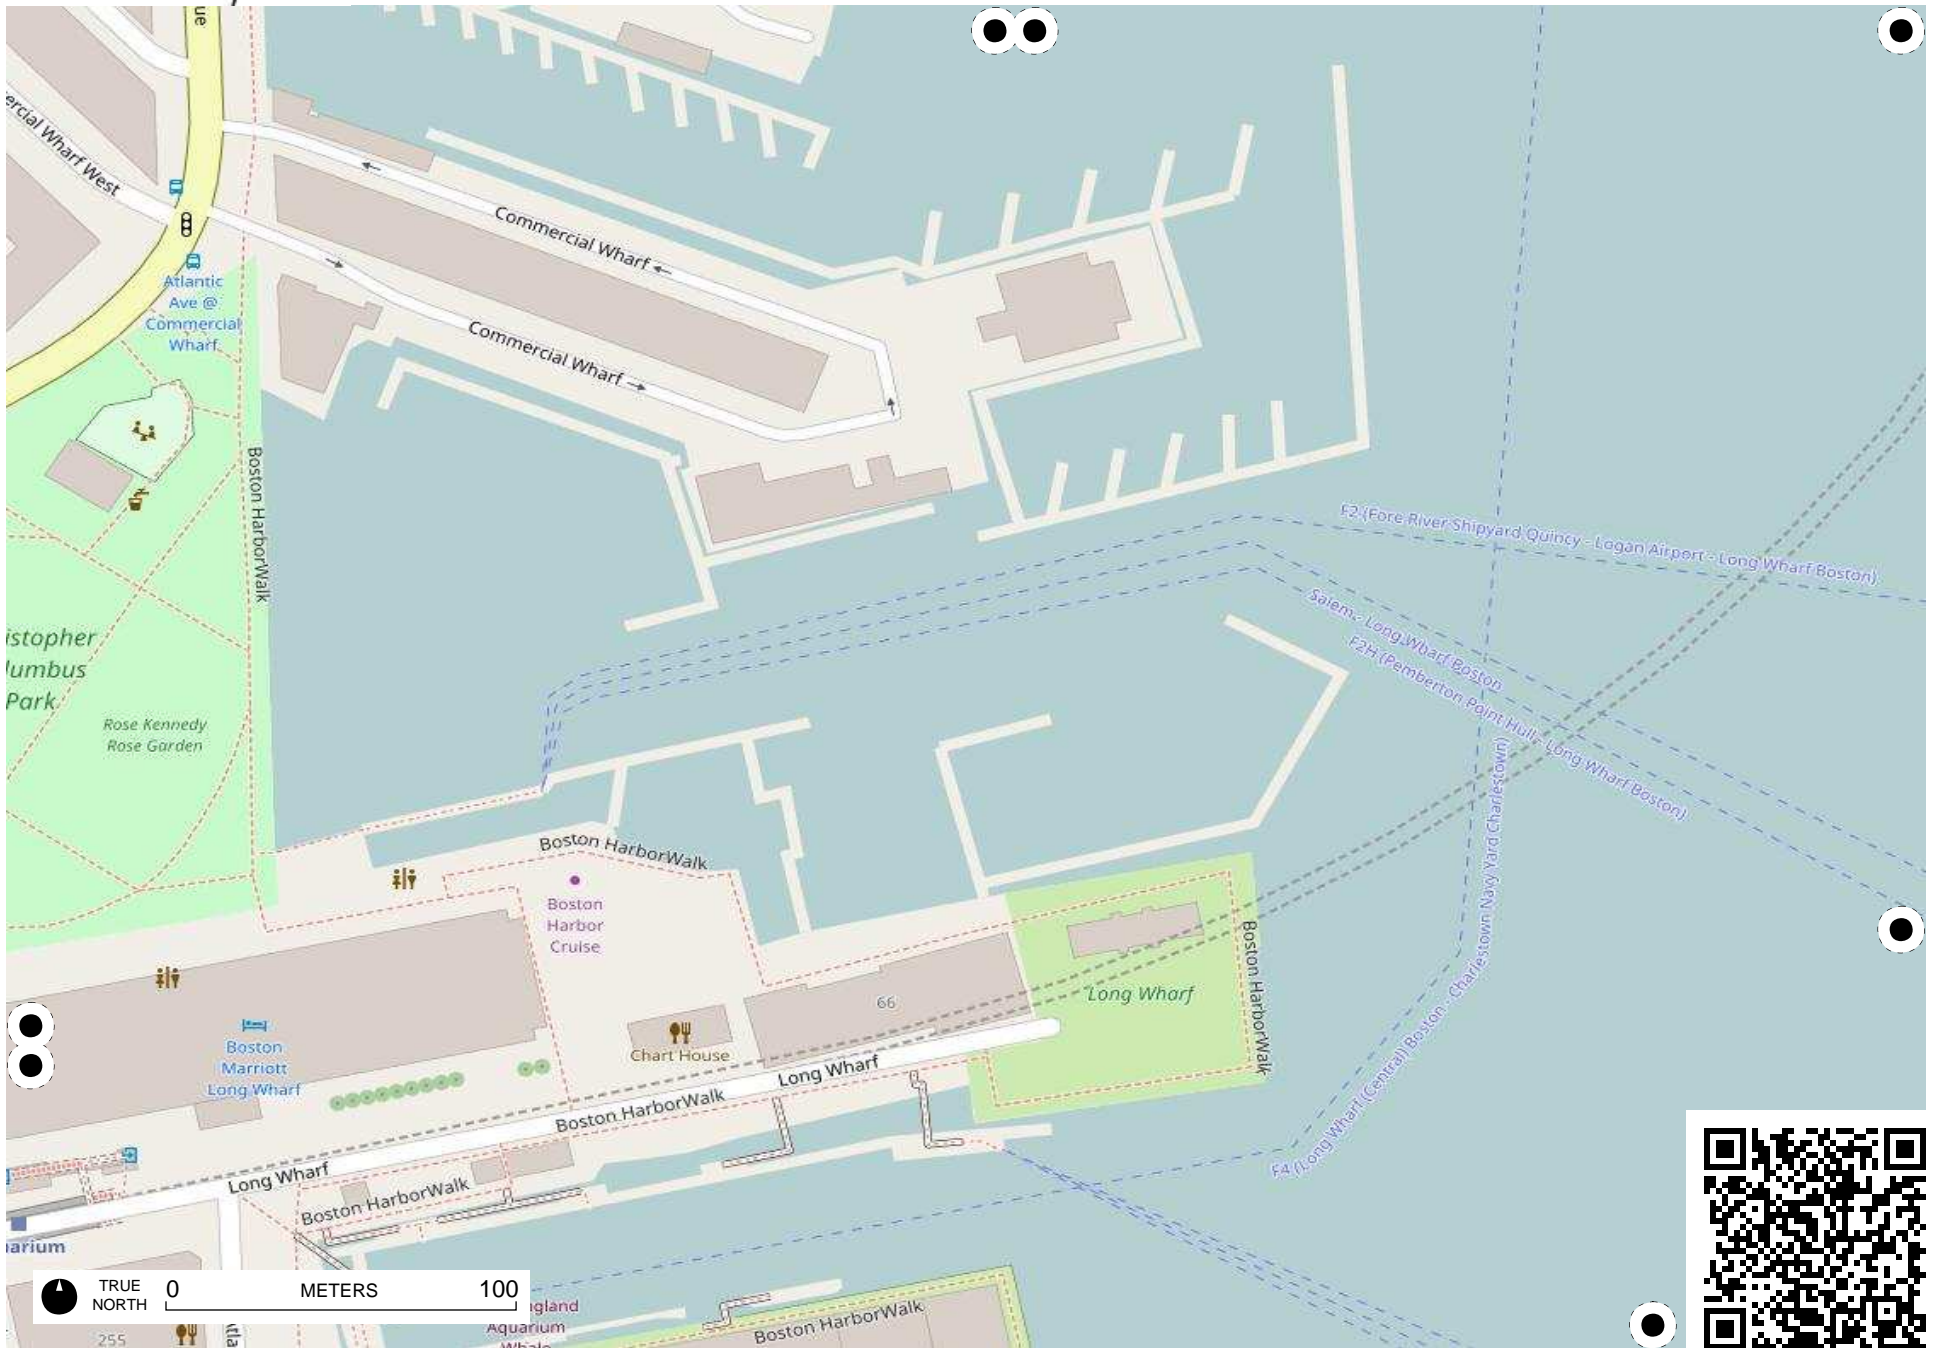 ue
Commercial Wharf West
Atlantic
Ave @
Commercial
Wharf
Commercial Wharf
Commercial Wharf
Boston HarborWalk
F2 (Fore River Shipyard Quincy - Logan Airport - Long Wharf Boston)
Salem - Long Wharf Boston
F2H (Pemberton Point Hull - Long Wharf Boston)
istopher
lumbus
Park
Rose Kennedy
Rose Garden
F4 (Long Wharf (Central) Boston - Charlestown Navy Yard Charlestown)
Boston HarborWalk
Boston
Harbor
Cruise
Boston HarborWalk
66
Long Wharf
Chart House
Boston
Marriott
Long Wharf
Long Wharf
Boston HarborWalk
Long Wharf
Boston HarborWalk
arium
TRUE
NORTH
0 METERS 100
ngland
Aquarium
Whale
Boston HarborWalk
255
Atla